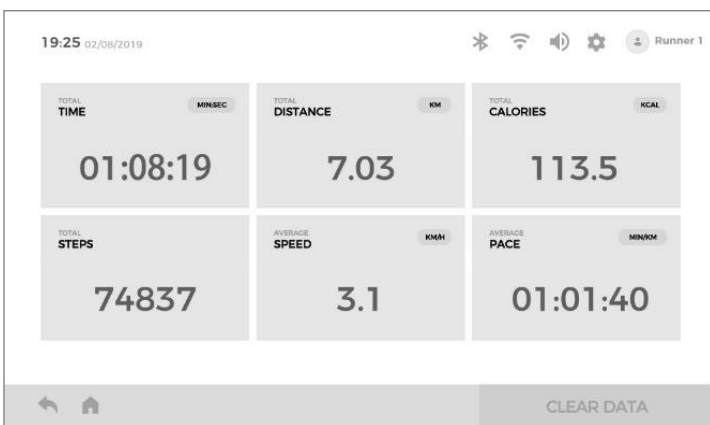 19:25 02/08/2019
Runner 1
TOTAL
TIME
MIN:SEC
01:08:19
TOTAL
DISTANCE
KM
7.03
TOTAL
CALORIES
KCAL
113.5
TOTAL
STEPS
74837
AVERAGE
SPEED
KM/H
3.1
AVERAGE
PACE
MIN/KM
01:01:40
CLEAR DATA